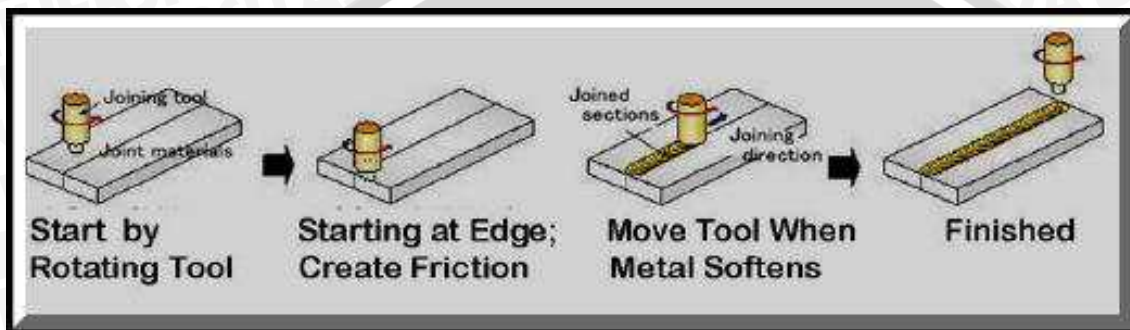 Joining tool
Joint materials
Start by
Rotating Tool
Starting at Edge;
Create Friction
Joined
sections
Joining
direction
Move Tool When
Metal Softens
Finished